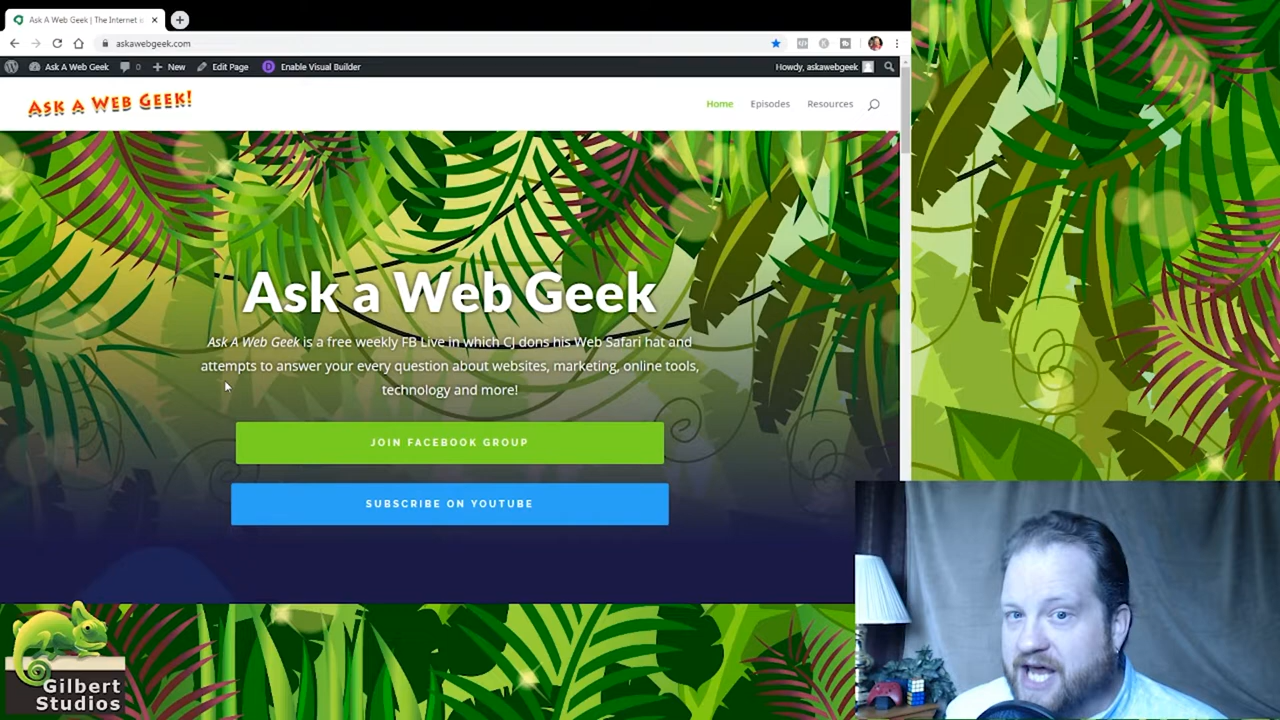 Ask A Web Geek | The Internet
askawebgeek.com
Ask A Web Geek
0
New
Edit Page
Enable Visual Builder
Howdy, askawebgeek
ASK A WEB GEEK!
Home
Episodes
Resources
Ask a Web Geek
Ask A Web Geek is a free weekly FB Live in which CJ dons his Web Safari hat and
attempts to answer your every question about websites, marketing, online tools,
technology and more!
JOIN FACEBOOK GROUP
SUBSCRIBE ON YOUTUBE
Gilbert
Studios